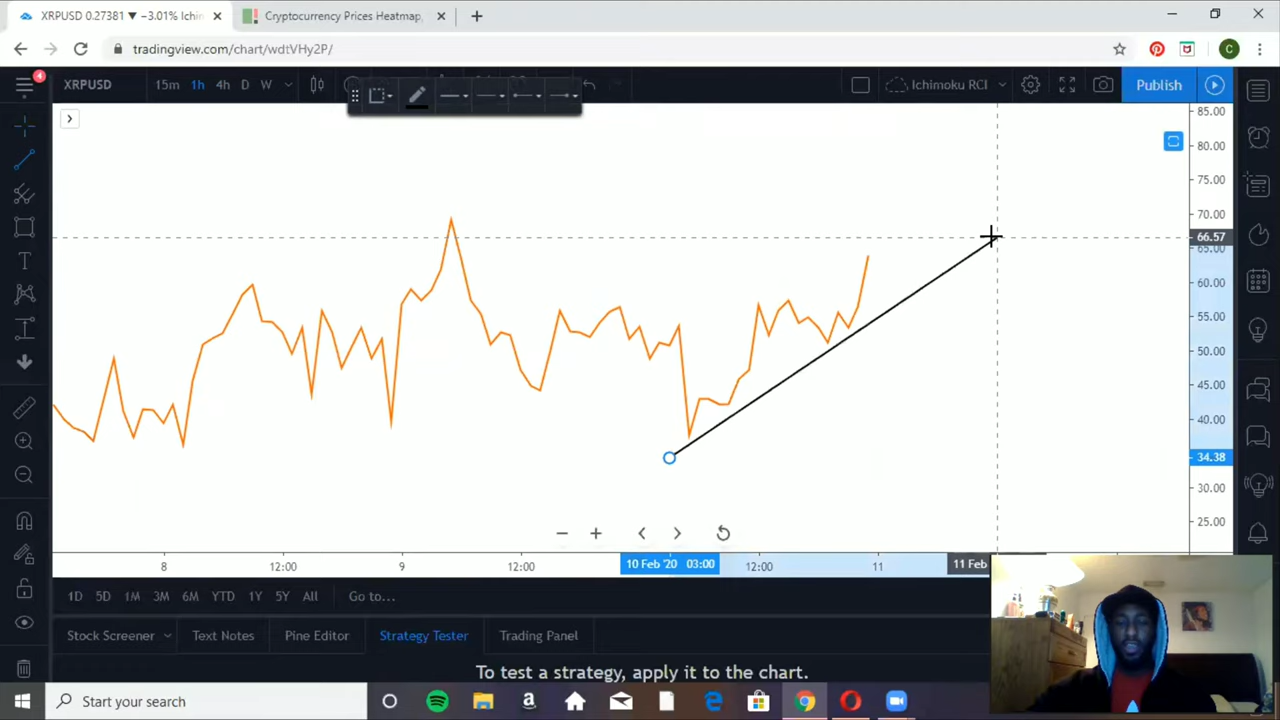 XRPUSD 0.27381 ▼ −3.01% Ichin
Cryptocurrency Prices Heatmap,
tradingview.com/chart/wdtVHy2P/
C
4
XRPUSD
15m 1h 4h D W
Ichimoku RCI
Publish
85.00
80.00
75.00
70.00
66.57
65.00
60.00
55.00
50.00
45.00
40.00
34.38
30.00
25.00
8 12:00 9 12:00 10 Feb '20 03:00 12:00 11 11 Feb
1D 5D 1M 3M 6M YTD 1Y 5Y All Go to...
Stock Screener Text Notes Pine Editor Strategy Tester Trading Panel
To test a strategy, apply it to the chart.
Start your search